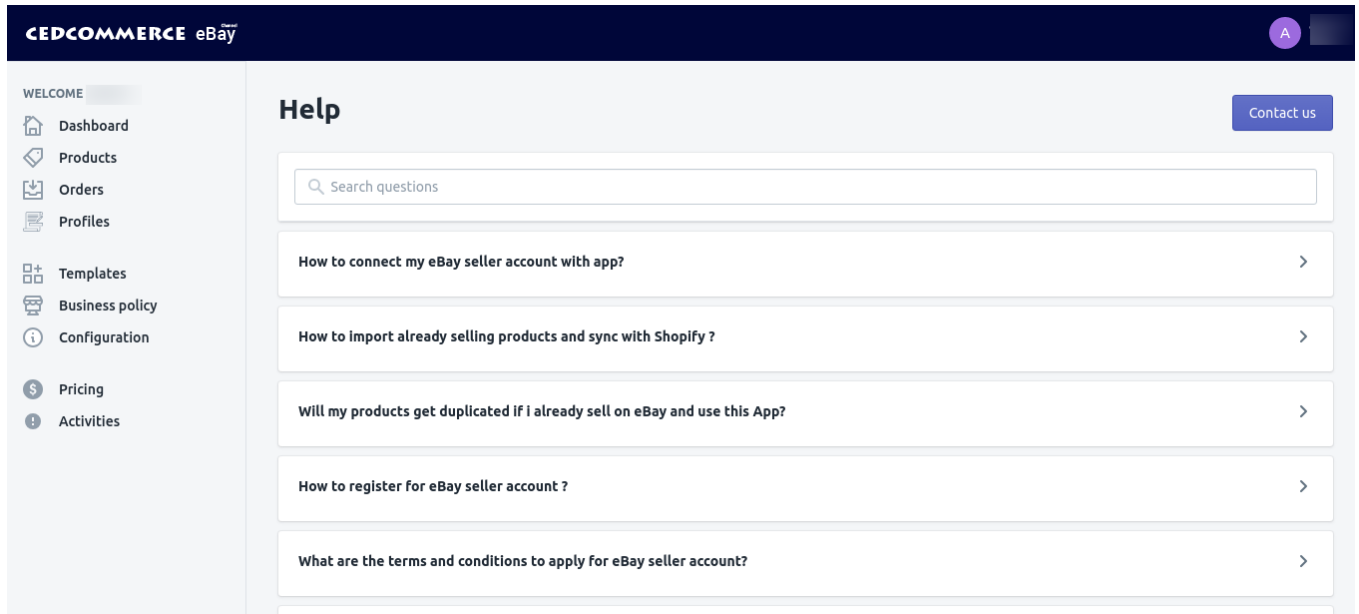 CEDCOMMERCE eBay Channel
A
WELCOME
Dashboard
Products
Orders
Profiles
Templates
Business policy
Configuration
Pricing
Activities
Help
Contact us
Search questions
How to connect my eBay seller account with app?
How to import already selling products and sync with Shopify ?
Will my products get duplicated if i already sell on eBay and use this App?
How to register for eBay seller account ?
What are the terms and conditions to apply for eBay seller account?